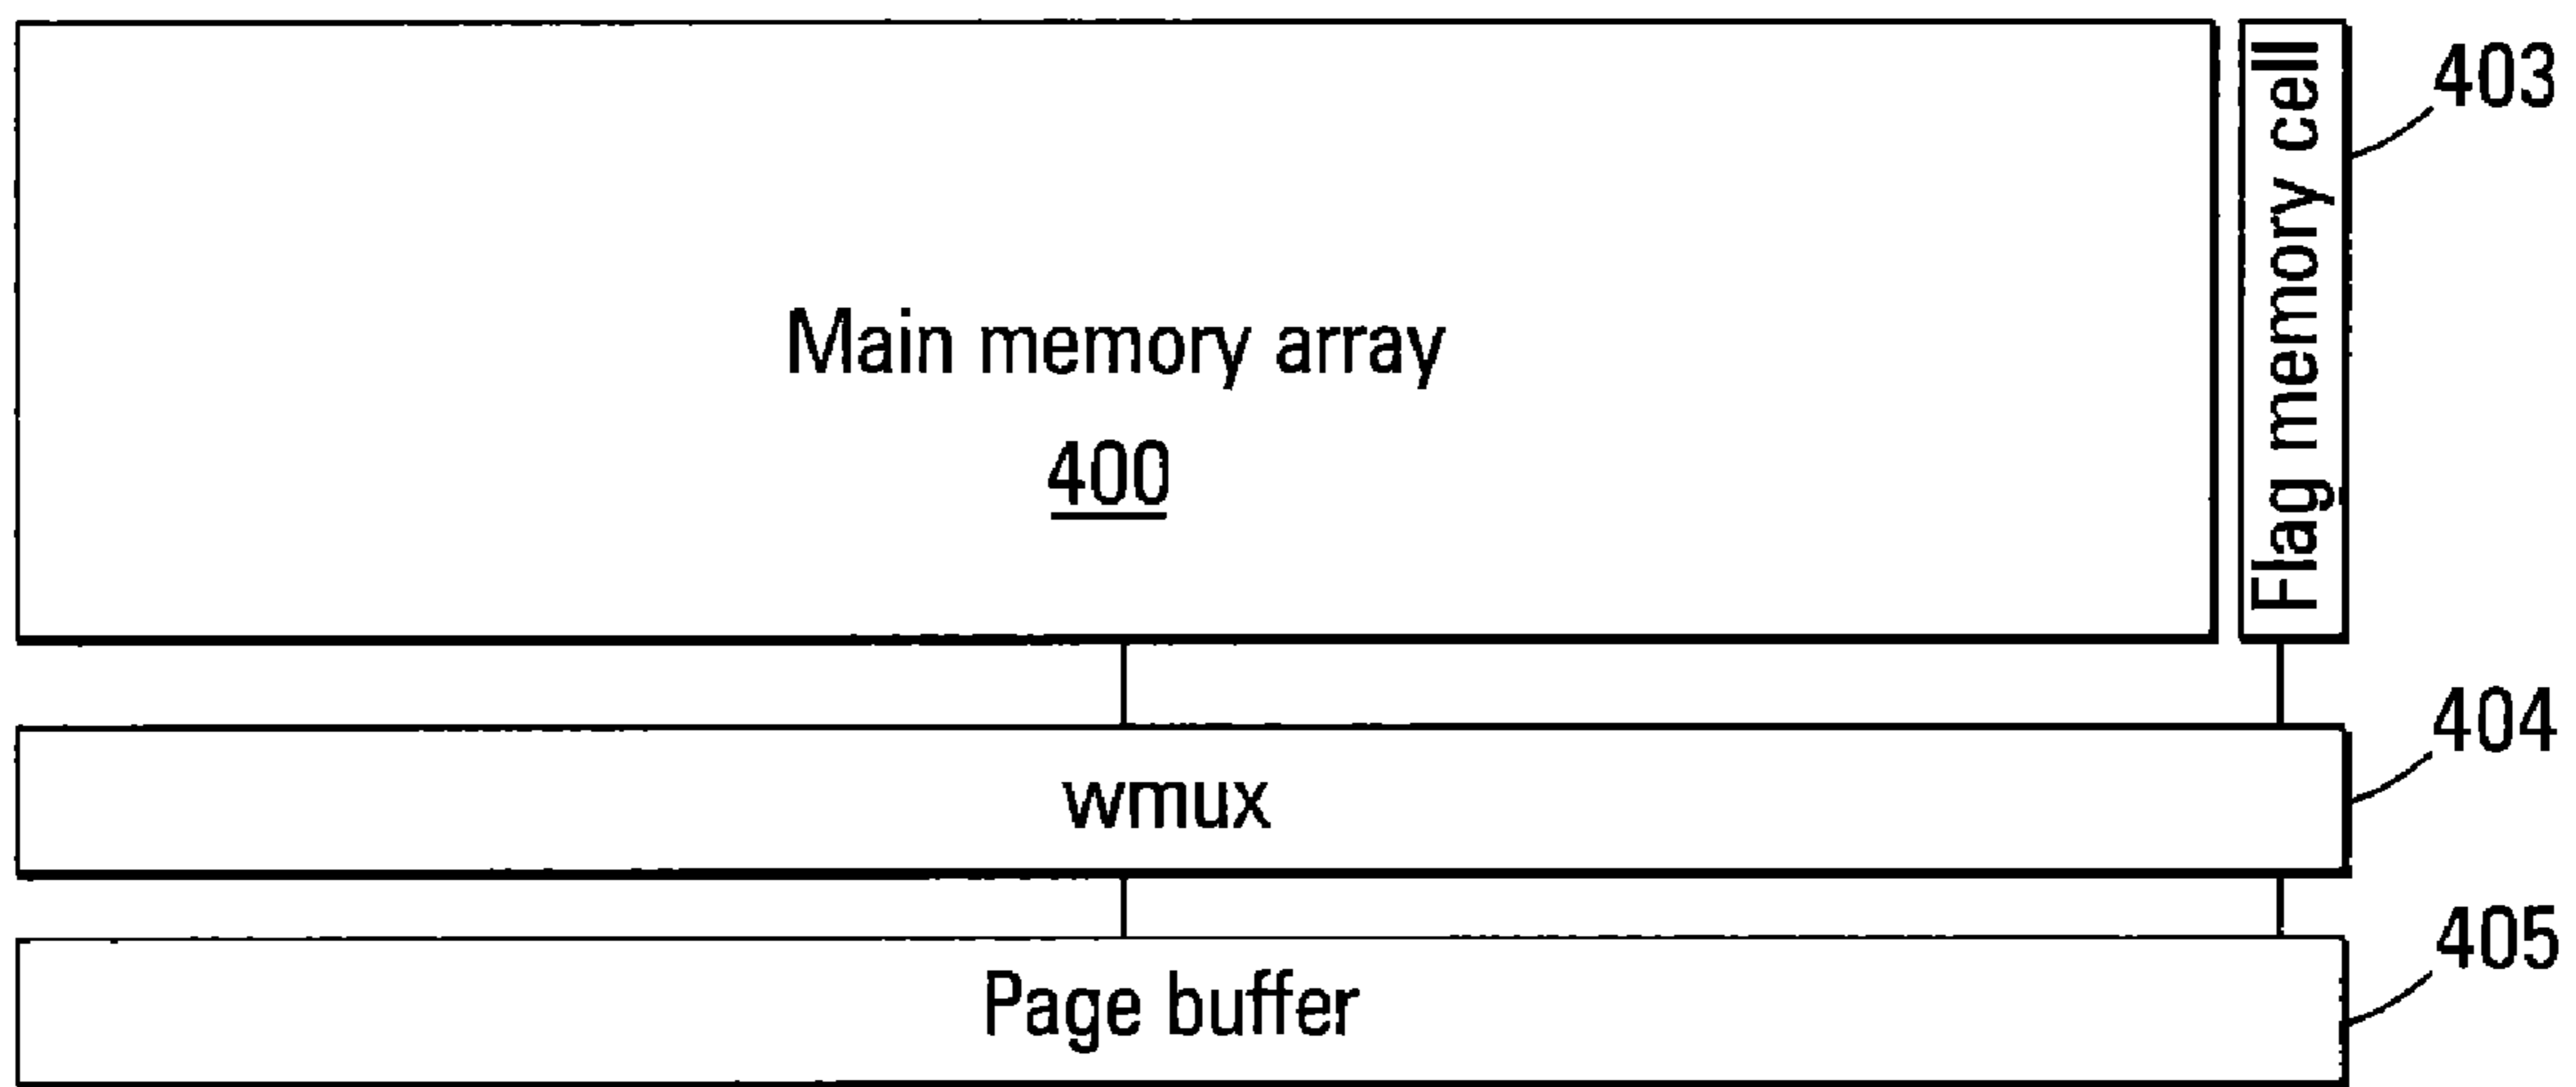 Main memory array
400
Flag memory cell
403
wmux
404
Page buffer
405